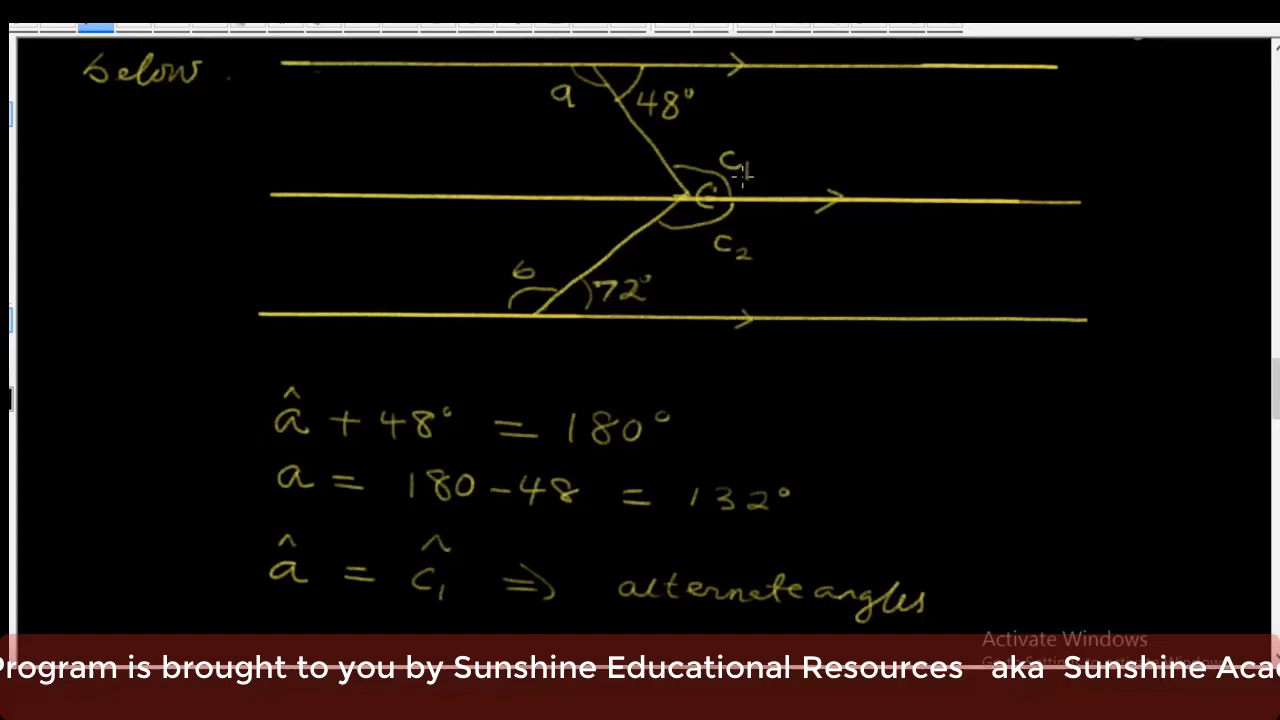 below.
a
48°
C1
C
C2
b
72°
â + 48° = 180°
a = 180 - 48 = 132°
â = ĉ₁ ⇒ alternate angles
Activate Windows
Program is brought to you by Sunshine Educational Resources aka Sunshine Aca